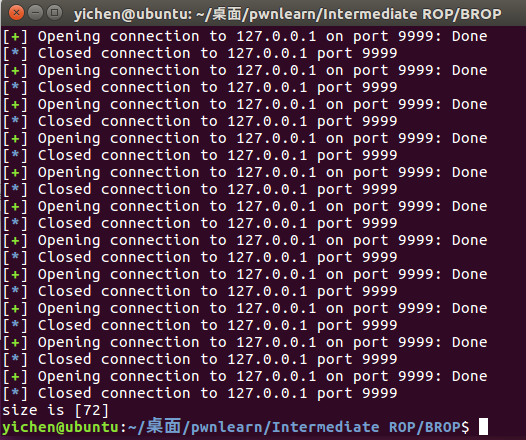 yichen@ubuntu: ~/桌面/pwnlearn/Intermediate ROP/BROP
[+] Opening connection to 127.0.0.1 on port 9999: Done
[*] Closed connection to 127.0.0.1 port 9999
[+] Opening connection to 127.0.0.1 on port 9999: Done
[*] Closed connection to 127.0.0.1 port 9999
[+] Opening connection to 127.0.0.1 on port 9999: Done
[*] Closed connection to 127.0.0.1 port 9999
[+] Opening connection to 127.0.0.1 on port 9999: Done
[*] Closed connection to 127.0.0.1 port 9999
[+] Opening connection to 127.0.0.1 on port 9999: Done
[*] Closed connection to 127.0.0.1 port 9999
[+] Opening connection to 127.0.0.1 on port 9999: Done
[*] Closed connection to 127.0.0.1 port 9999
[+] Opening connection to 127.0.0.1 on port 9999: Done
[*] Closed connection to 127.0.0.1 port 9999
[+] Opening connection to 127.0.0.1 on port 9999: Done
[*] Closed connection to 127.0.0.1 port 9999
[+] Opening connection to 127.0.0.1 on port 9999: Done
[*] Closed connection to 127.0.0.1 port 9999
[+] Opening connection to 127.0.0.1 on port 9999: Done
[*] Closed connection to 127.0.0.1 port 9999
[+] Opening connection to 127.0.0.1 on port 9999: Done
[*] Closed connection to 127.0.0.1 port 9999
size is [72]
yichen@ubuntu:~/桌面/pwnlearn/Intermediate ROP/BROP$